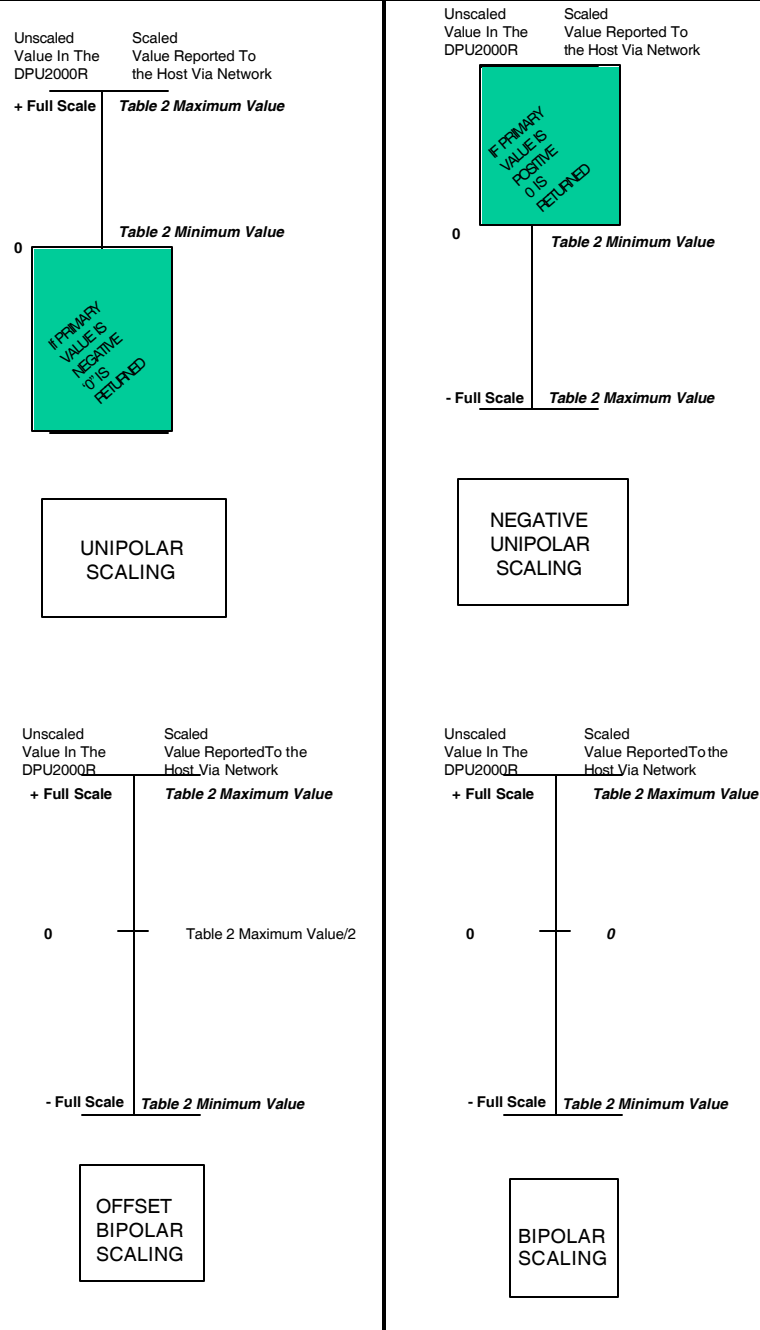 Unscaled
Value In The
DPU2000R
Scaled
Value Reported To
the Host Via Network
+ Full Scale
Table 2 Maximum Value
Table 2 Minimum Value
0
If PRIMARY
VALUE IS
NEGATIVE
"0" IS
RETURNED
UNIPOLAR
SCALING
Unscaled
Value In The
DPU2000R
Scaled
Value Reported To
the Host Via Network
IF PRIMARY
VALUE IS
POSITIVE
0 IS
RETURNED
0
Table 2 Minimum Value
- Full Scale
Table 2 Maximum Value
NEGATIVE
UNIPOLAR
SCALING
Unscaled
Value In The
DPU2000R
Scaled
Value ReportedTo the
Host Via Network
+ Full Scale
Table 2 Maximum Value
0
Table 2 Maximum Value/2
- Full Scale
Table 2 Minimum Value
OFFSET
BIPOLAR
SCALING
Unscaled
Value In The
DPU2000R
Scaled
Value ReportedTo the
Host Via Network
+ Full Scale
Table 2 Maximum Value
0
0
- Full Scale
Table 2 Minimum Value
BIPOLAR
SCALING